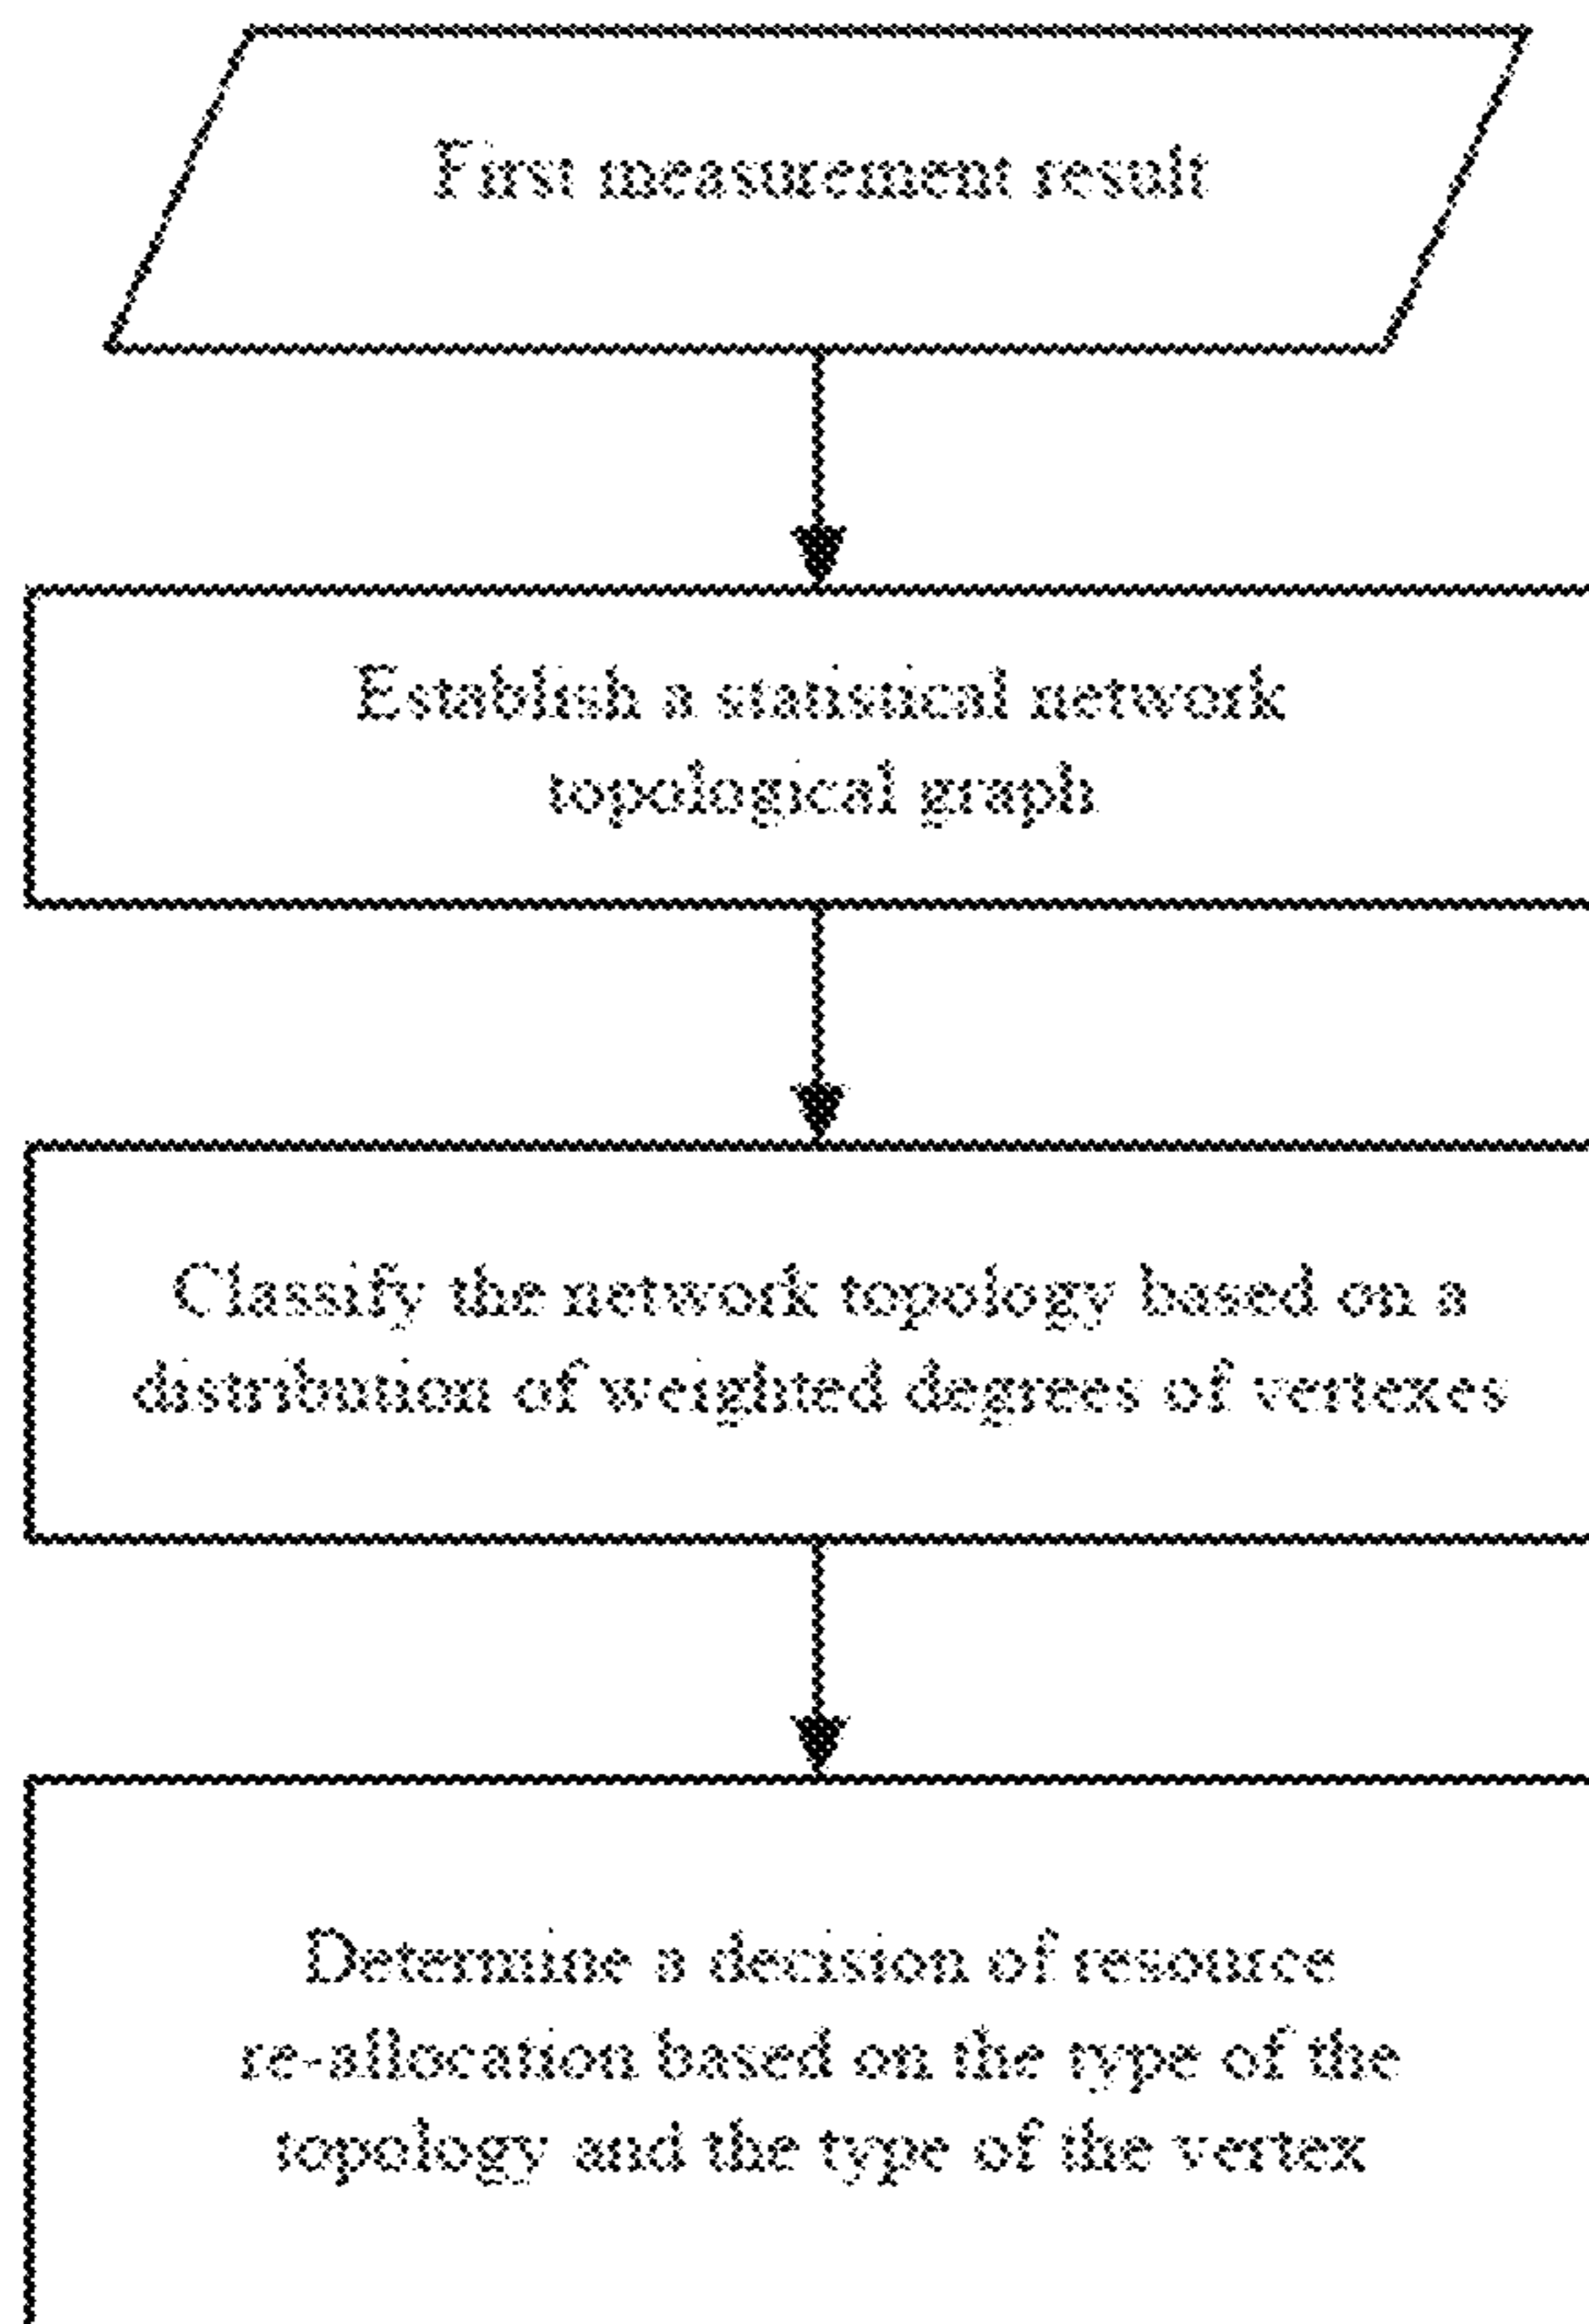 First measurement result
Establish a statistical network
topological graph
Classify the network topology based on a
distribution of weighted degrees of vertexes
Determine a decision of resource
re-allocation based on the type of the
topology and the type of the vertex